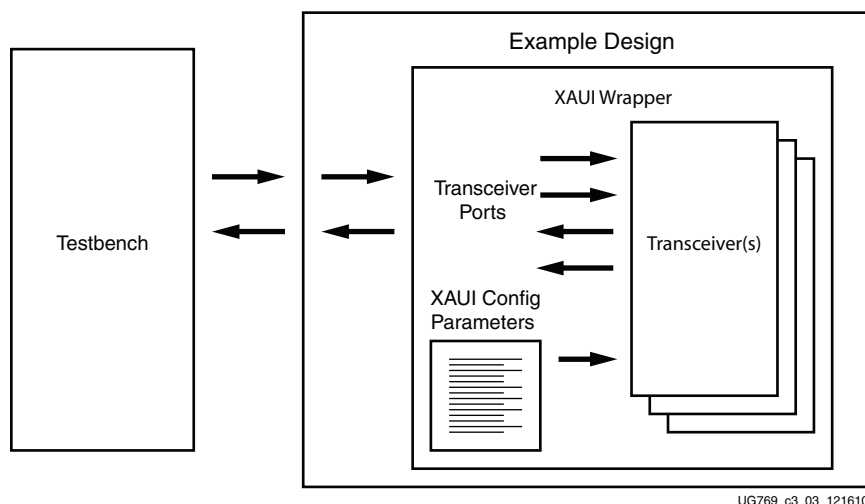 Example Design
XAUI Wrapper
Testbench
Transceiver
Ports
Transceiver(s)
XAUI Config
Parameters
UG769_c3_03_121610